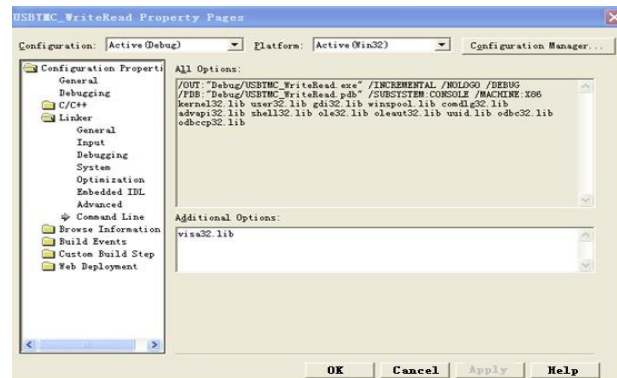 USBTMC_WriteRead Property Pages
Configuration: Active(Debug) Platform: Active(Win32) Configuration Manager...
Configuration Properti
General
Debugging
C/C++
Linker
General
Input
Debugging
System
Optimization
Embedded IDL
Advanced
Command Line
Browse Information
Build Events
Custom Build Step
Web Deployment
All Options:
/OUT:"Debug/USBTMC_WriteRead.exe" /INCREMENTAL /NOLOGO /DEBUG
/PDB:"Debug/USBTMC_WriteRead.pdb" /SUBSYSTEM:CONSOLE /MACHINE:X86
kernel32.lib user32.lib gdi32.lib winspool.lib comdlg32.lib
advapi32.lib shell32.lib ole32.lib oleaut32.lib uuid.lib odbc32.lib
odbccp32.lib
Additional Options:
visa32.lib
OK Cancel Apply Help